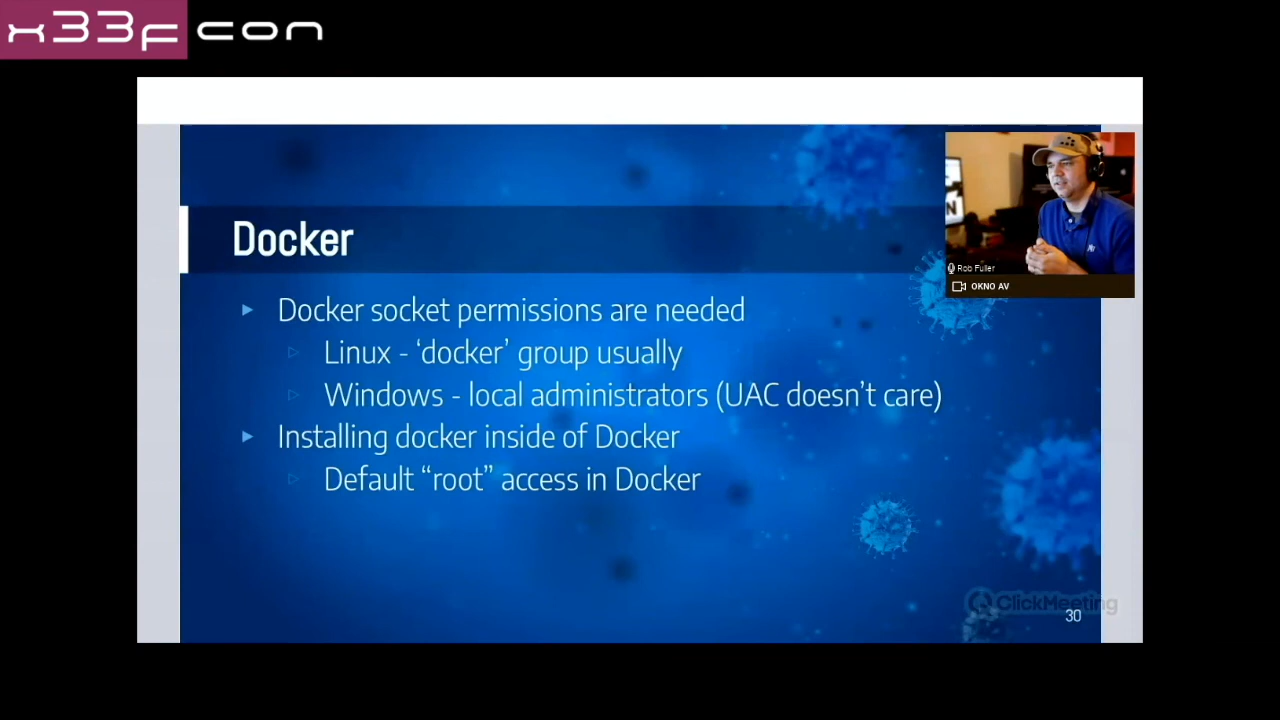 x33fcon
Docker
Docker socket permissions are needed
Linux - ‘docker’ group usually
Windows - local administrators (UAC doesn’t care)
Installing docker inside of Docker
Default “root” access in Docker
Rob Fuller
OKNO AV
ClickMeeting
30